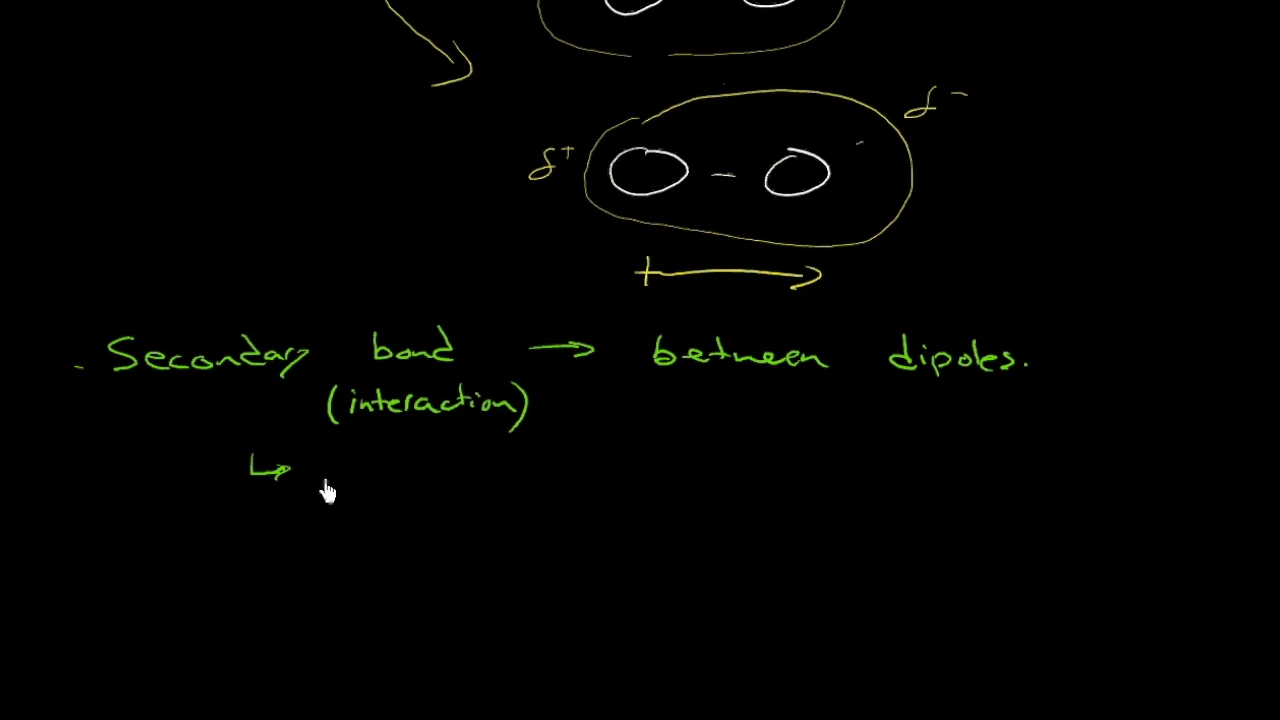 δ-
δ+
Secondary bond → between dipoles.
(interaction)
↳